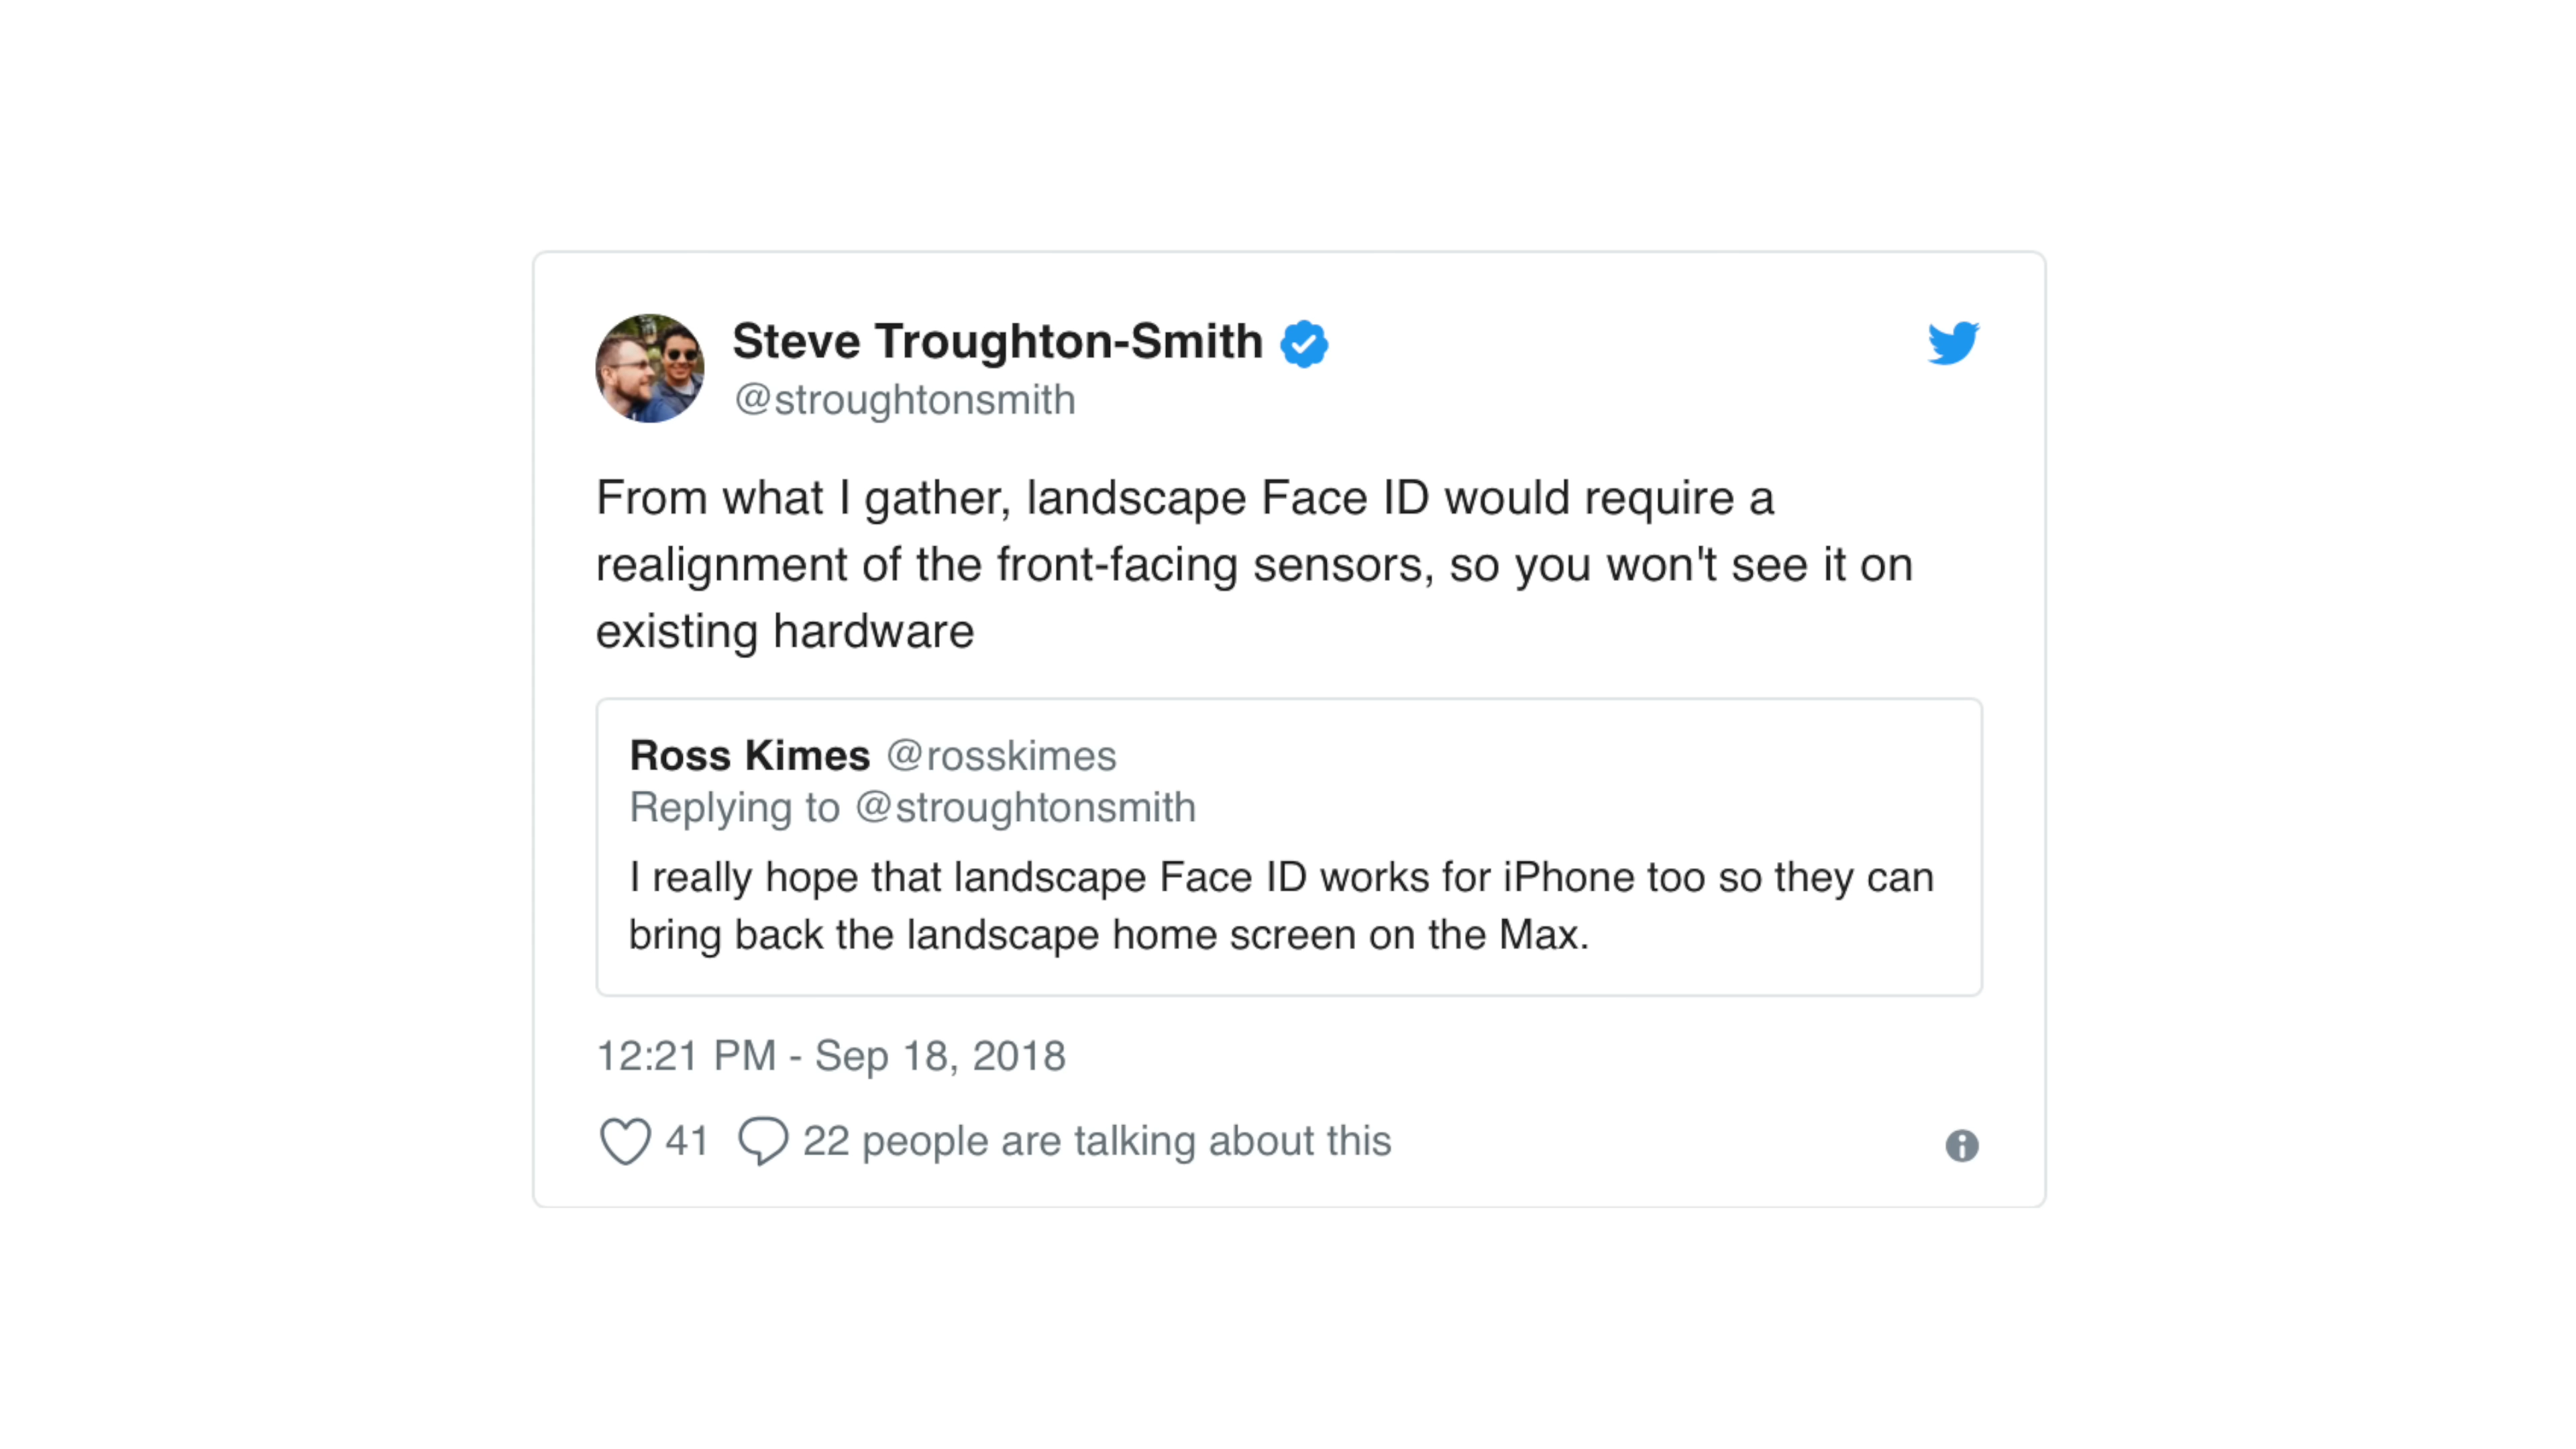 Steve Troughton-Smith
@stroughtonsmith
From what I gather, landscape Face ID would require a
realignment of the front-facing sensors, so you won't see it on
existing hardware
Ross Kimes @rosskimes
Replying to @stroughtonsmith
I really hope that landscape Face ID works for iPhone too so they can
bring back the landscape home screen on the Max.
12:21 PM - Sep 18, 2018
41 22 people are talking about this